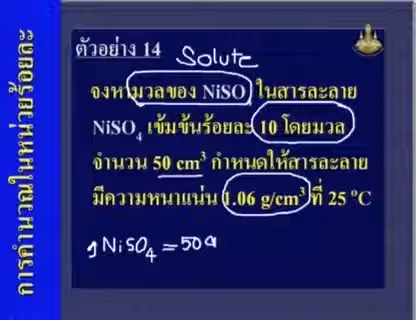 การคำนวณในหน่วยร้อยละ
ตัวอย่าง 14 Solute
จงหามวลของ NiSO ในสารละลาย
NiSO₄ เข้มข้นร้อยละ 10 โดยมวล
จำนวน 50 cm³ กำหนดให้สารละลาย
มีความหนาแน่น 1.06 g/cm³ ที่ 25 °C
NiSO₄ = 50